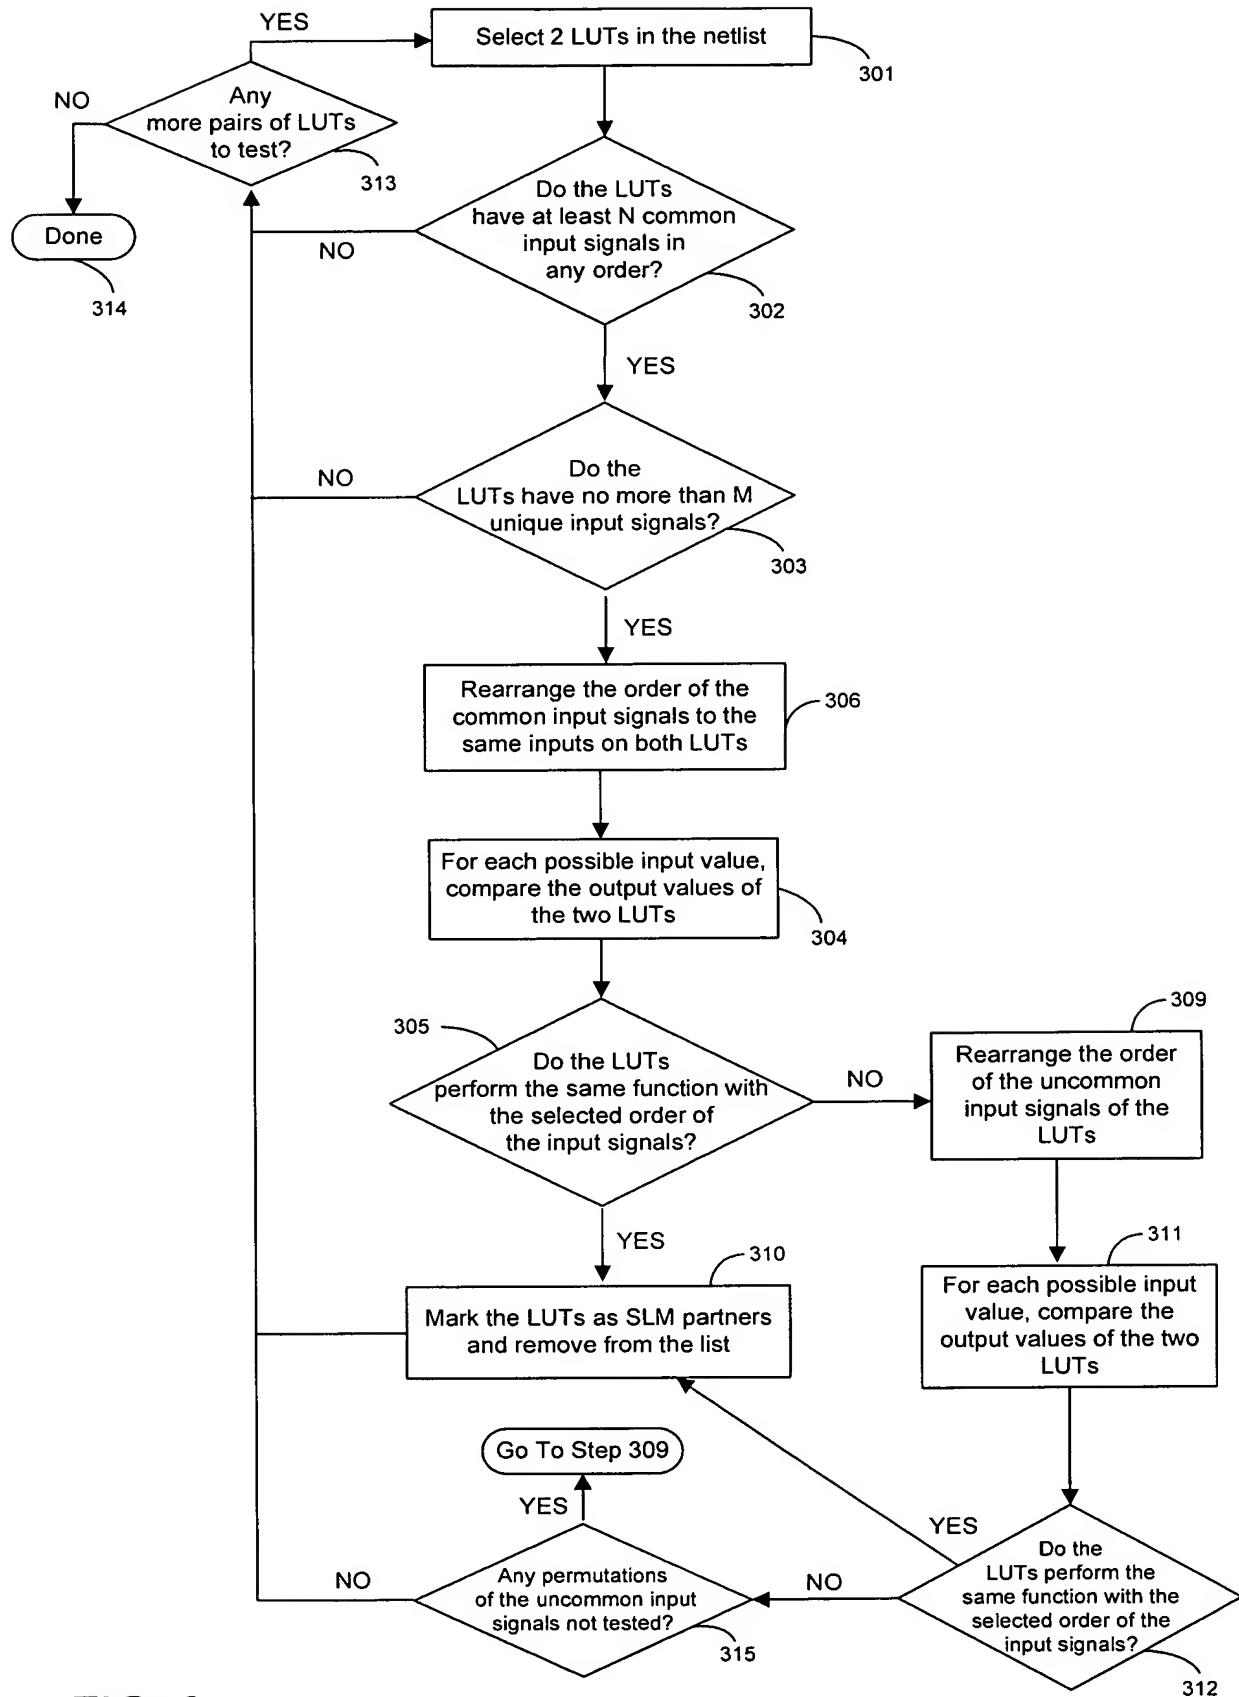 YES
Select 2 LUTs in the netlist
301
NO
Any
more pairs of LUTs
to test?
313
Done
314
Do the LUTs
have at least N common
input signals in
any order?
302
NO
YES
Do the
LUTs have no more than M
unique input signals?
303
NO
YES
Rearrange the order of the
common input signals to the
same inputs on both LUTs
306
For each possible input value,
compare the output values of
the two LUTs
304
305
Do the LUTs
perform the same function with
the selected order of
the input signals?
NO
309
Rearrange the order
of the uncommon
input signals of the
LUTs
YES
310
Mark the LUTs as SLM partners
and remove from the list
311
For each possible input
value, compare the
output values of the two
LUTs
Go To Step 309
YES
YES
NO
Any permutations
of the uncommon input
signals not tested?
315
NO
Do the
LUTs perform the
same function with the
selected order of the
input signals?
312